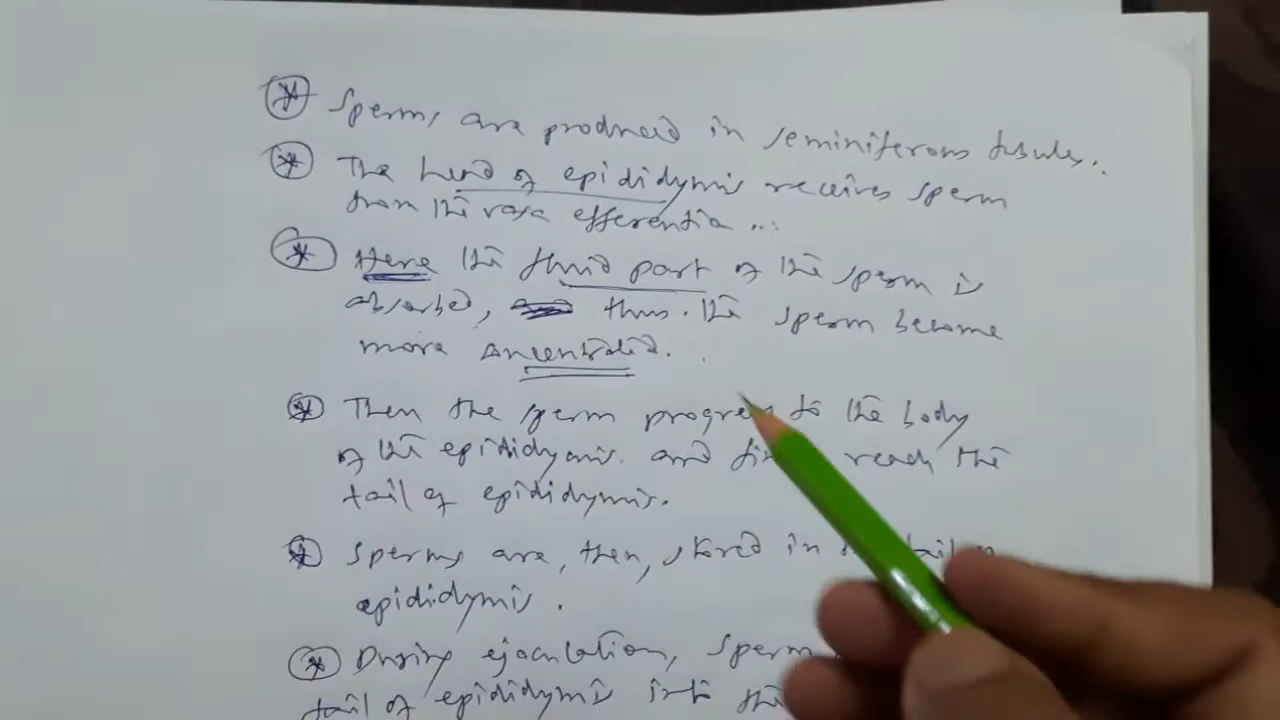 Sperms are produced in seminiferous tubules.
The head of epididymis receives sperm
from the vasa efferentia ...
Here the fluid part of the sperm is
absorbed, thus the sperm become
more concentrated.
Then the sperm progress to the body
of the epididymis and reach the
tail of epididymis.
Sperms are, then, stored in tail
epididymis.
During ejaculation, sperm
tail of epididymis into the